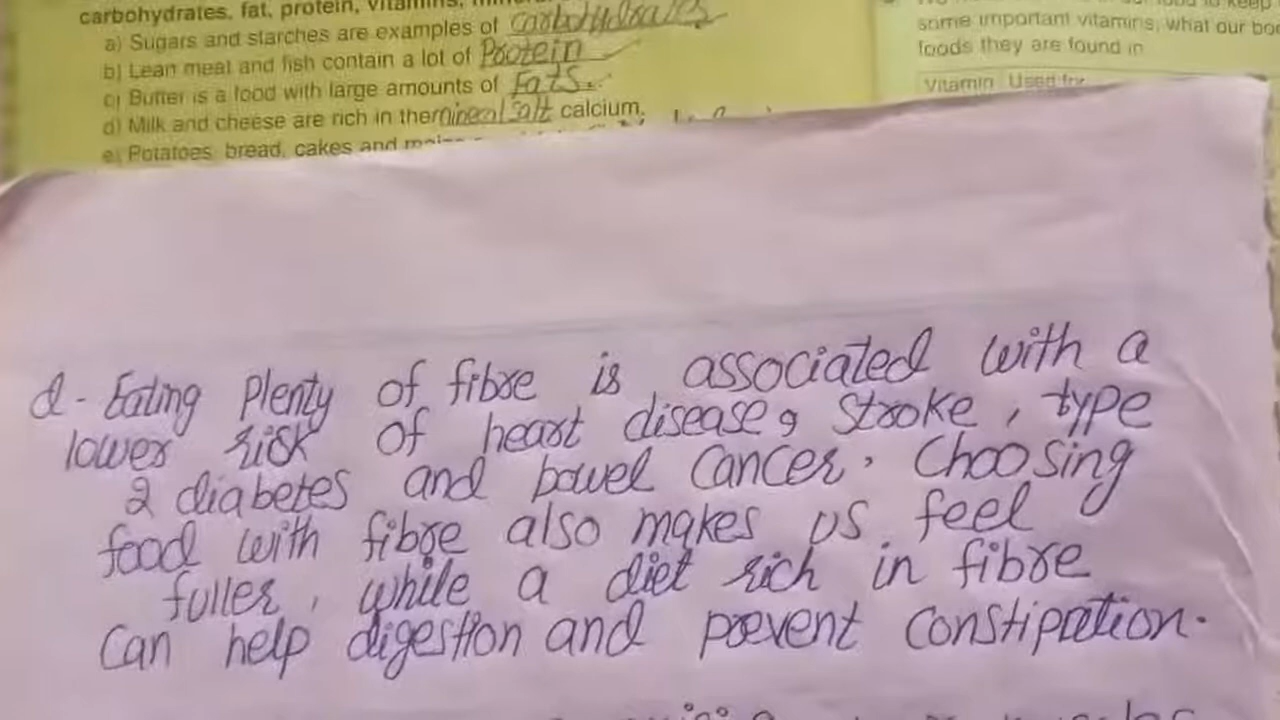 carbohydrates, fat, protein, vitamins,
a) Sugars and starches are examples of Carbohydrates
b) Lean meat and fish contain a lot of Protein
c) Butter is a food with large amounts of Fats.
d) Milk and cheese are rich in the mineral salt calcium,
e) Potatoes, bread, cakes and
to keep
some important vitamins, what our bo
foods they are found in
Vitamin Used for
d - Eating Plenty of fibre is associated with a
lower risk of heart disease, Stroke, type
2 diabetes and bowel Cancer. Choosing
food with fibre also makes us feel
fuller, while a diet rich in fibre
Can help digestion and prevent Constipation.